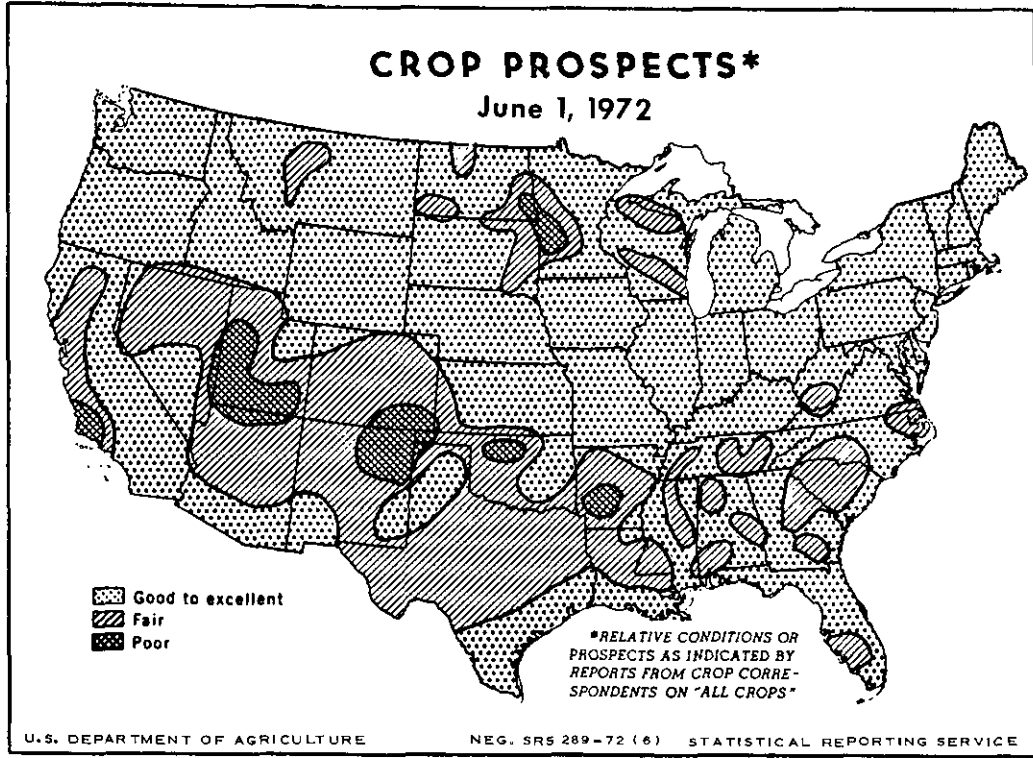 CROP PROSPECTS*
June 1, 1972
Good to excellent
Fair
Poor
*RELATIVE CONDITIONS OR
PROSPECTS AS INDICATED BY
REPORTS FROM CROP CORRE-
SPONDENTS ON "ALL CROPS"
U.S. DEPARTMENT OF AGRICULTURE NEG. SRS 289-72 (6) STATISTICAL REPORTING SERVICE